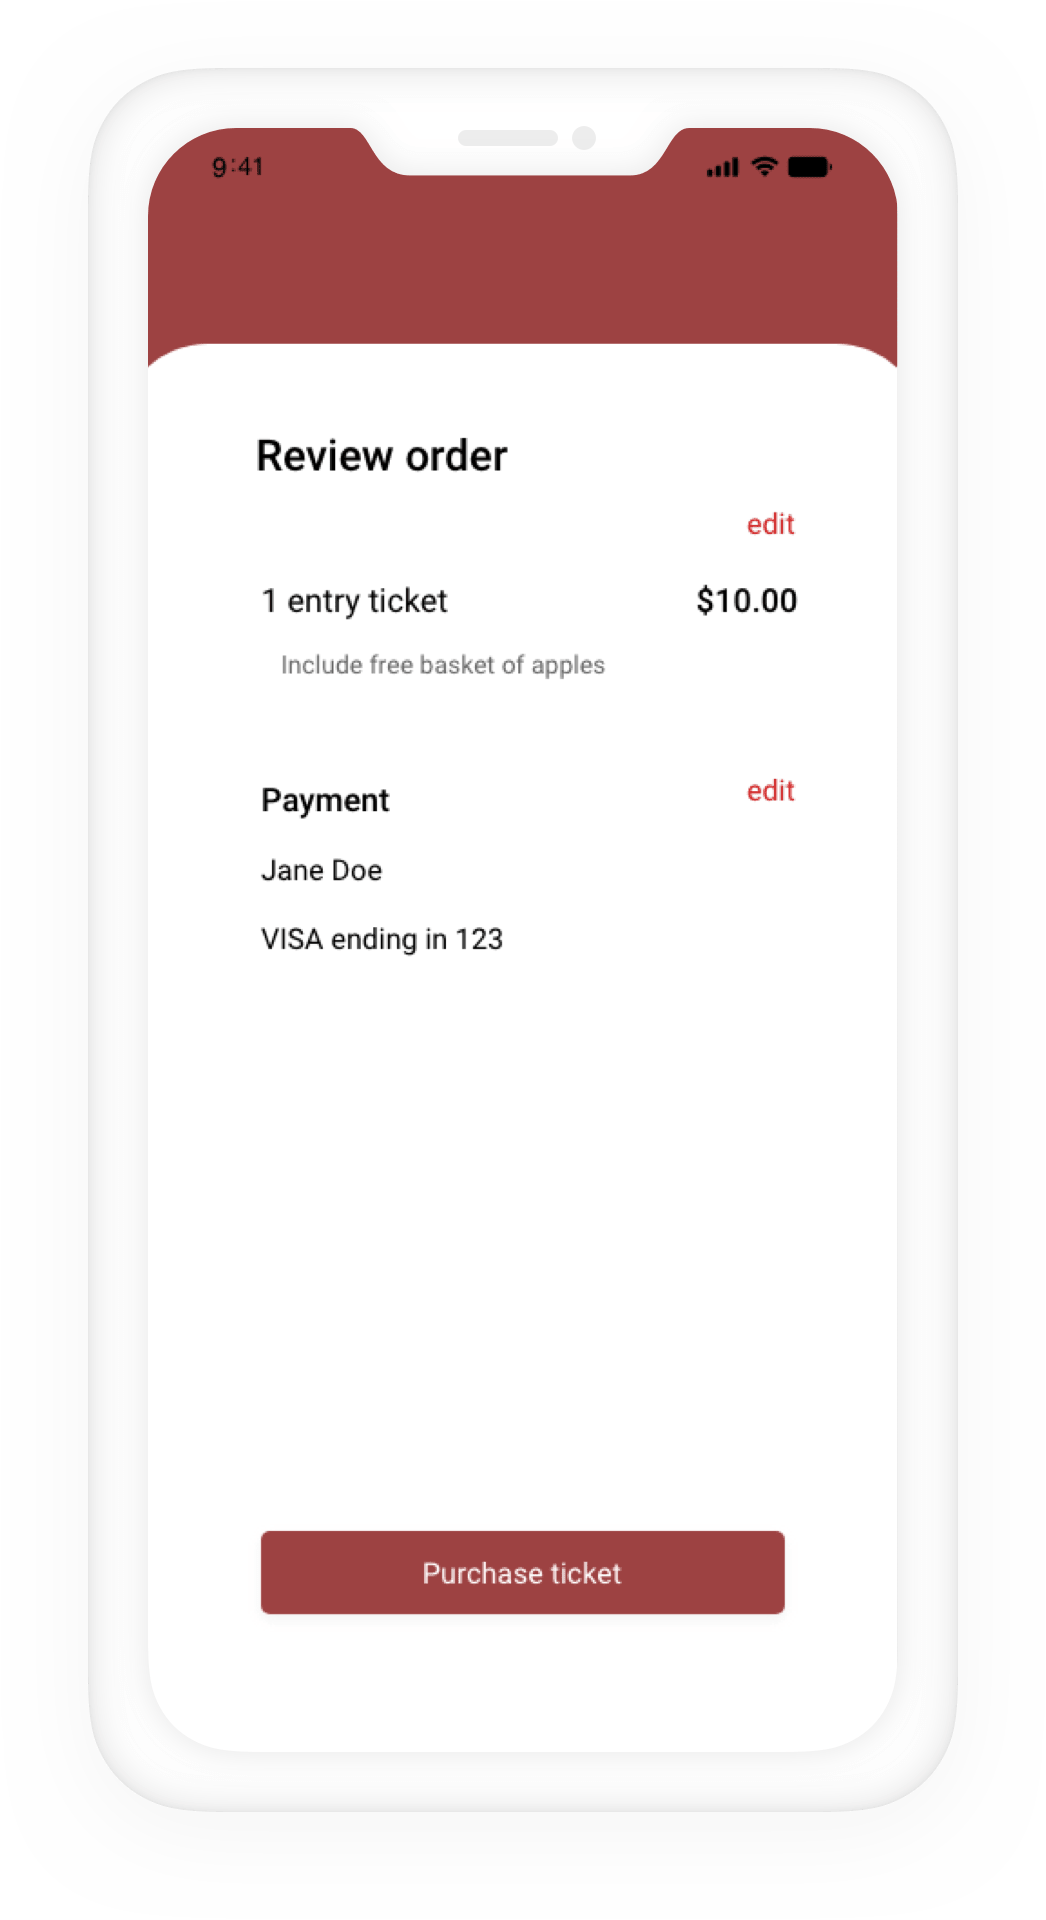 9:41
Review order
edit
1 entry ticket $10.00
Include free basket of apples
Payment edit
Jane Doe
VISA ending in 123
Purchase ticket